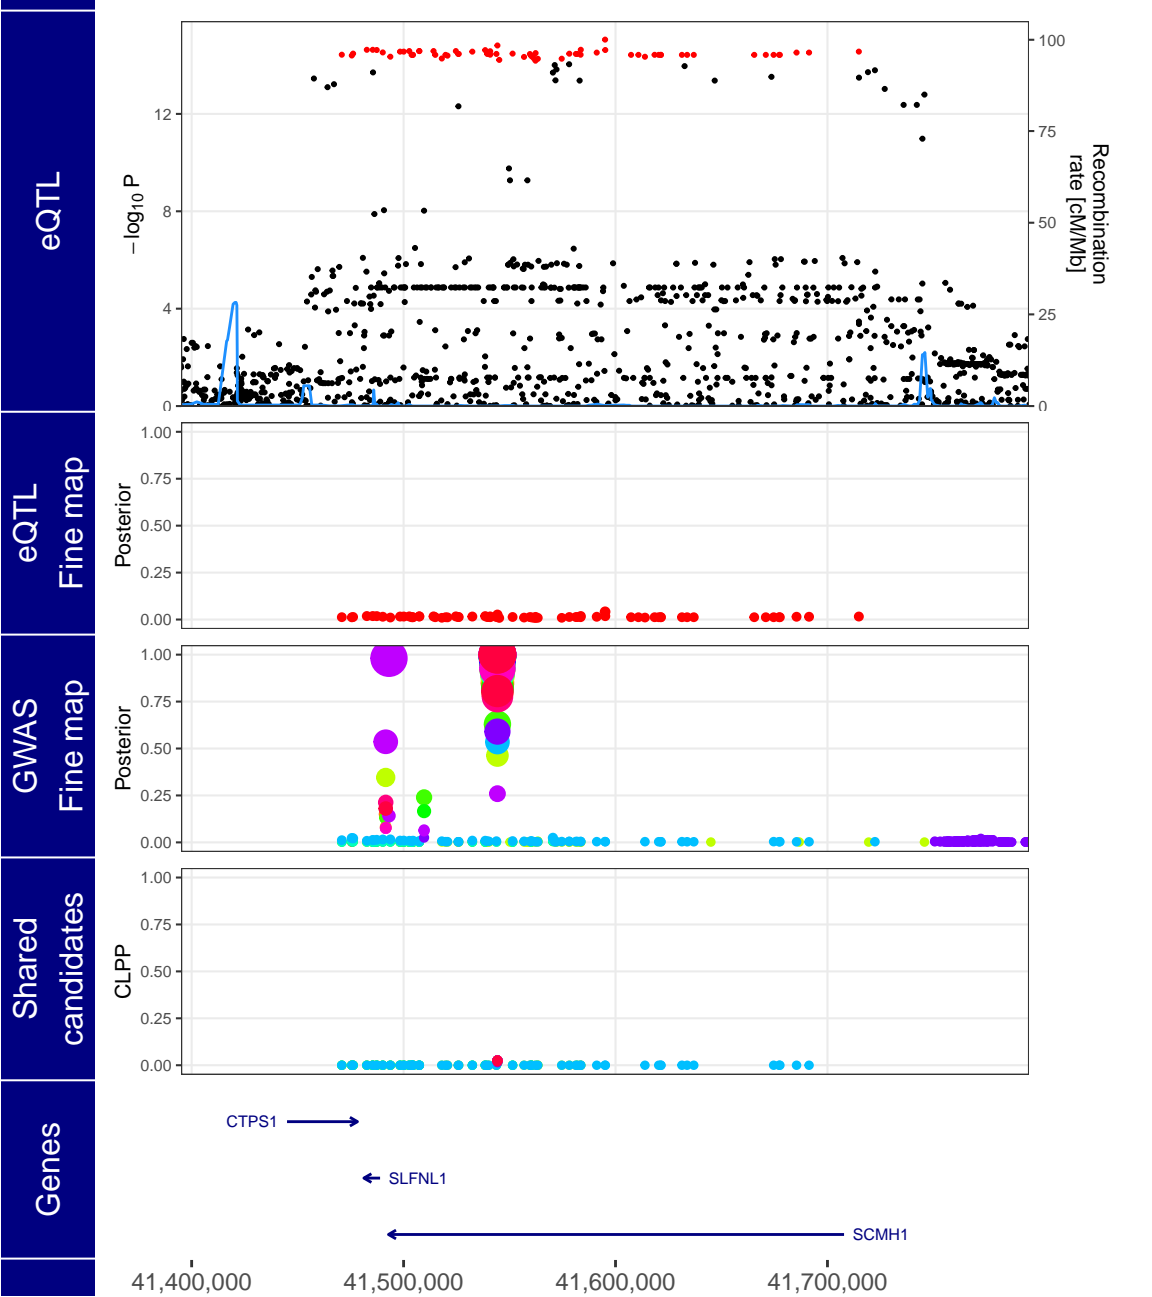 eQTL
−log10 P
12
8
4
0
100
75
50
25
0
Recombination
rate [cM/Mb]
eQTL
Fine map
Posterior
1.00
0.75
0.50
0.25
0.00
GWAS
Fine map
Posterior
1.00
0.75
0.50
0.25
0.00
Shared
candidates
CLPP
1.00
0.75
0.50
0.25
0.00
Genes
CTPS1
SLFNL1
SCMH1
41,400,000
41,500,000
41,600,000
41,700,000